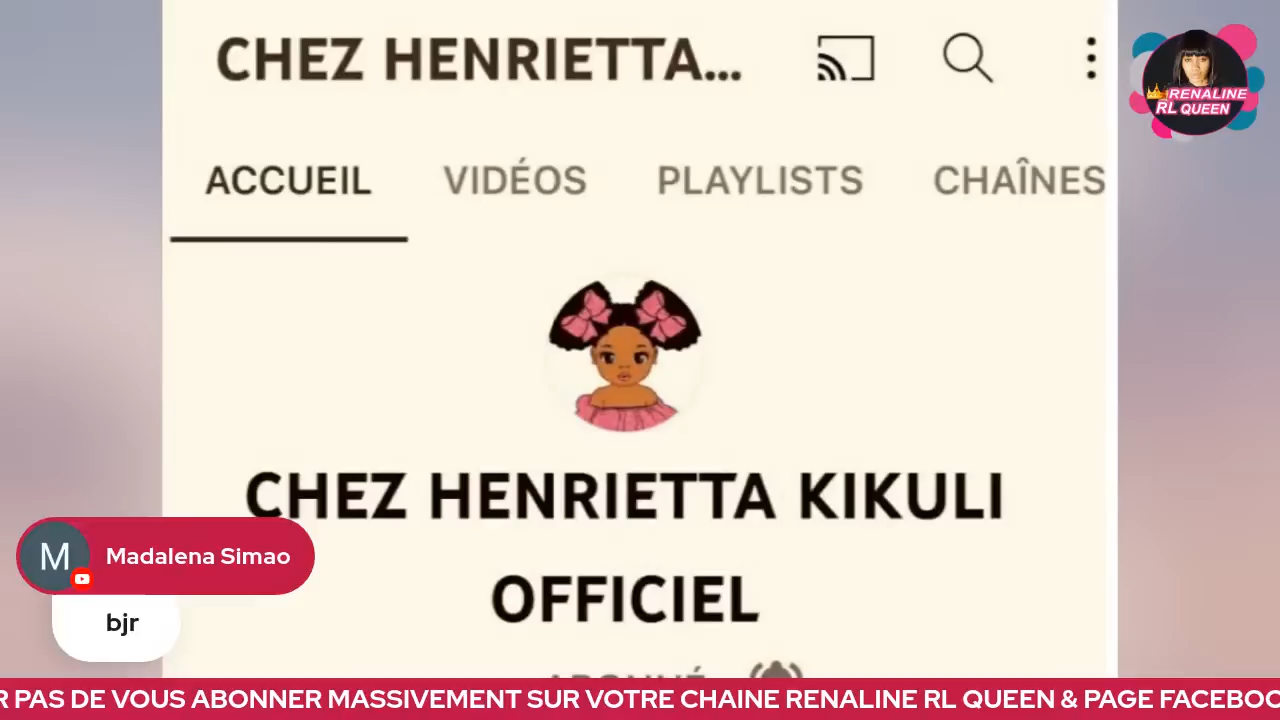 CHEZ HENRIETTA...
RENALINE
RL QUEEN
ACCUEIL VIDÉOS PLAYLISTS CHAÎNES
CHEZ HENRIETTA KIKULI
OFFICIEL
M Madalena Simao
bjr
ABONNÉ
R PAS DE VOUS ABONNER MASSIVEMENT SUR VOTRE CHAINE RENALINE RL QUEEN & PAGE FACEBOO